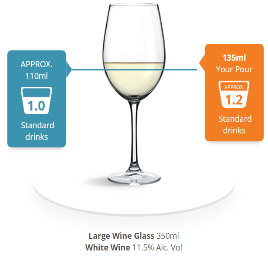 APPROX.
110ml
1.0
Standard
drinks
135ml
Your Pour
APPROX.
1.2
Standard
drinks
Large Wine Glass 350ml
White Wine 11.5% Alc. Vol